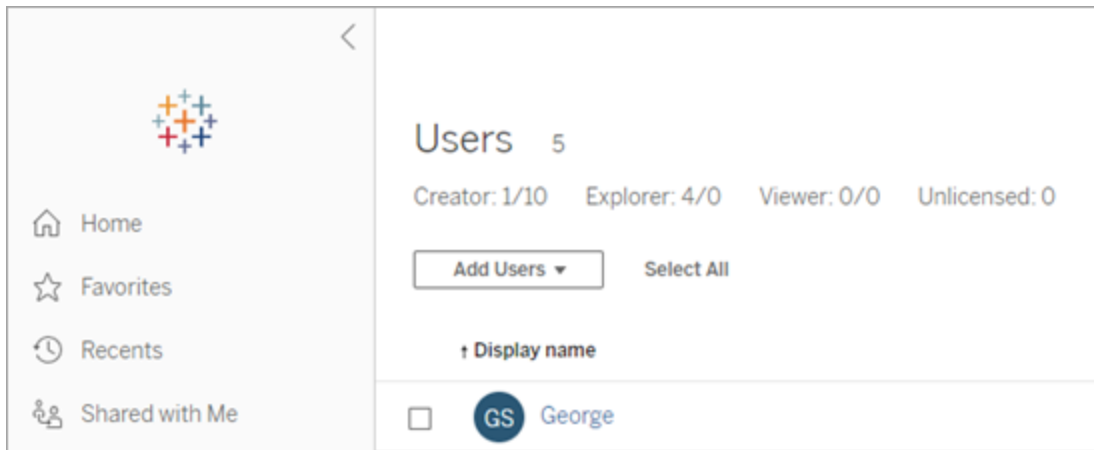 Home
Favorites
Recents
Shared with Me
Users 5
Creator: 1/10 Explorer: 4/0 Viewer: 0/0 Unlicensed: 0
Add Users Select All
↑ Display name
GS George